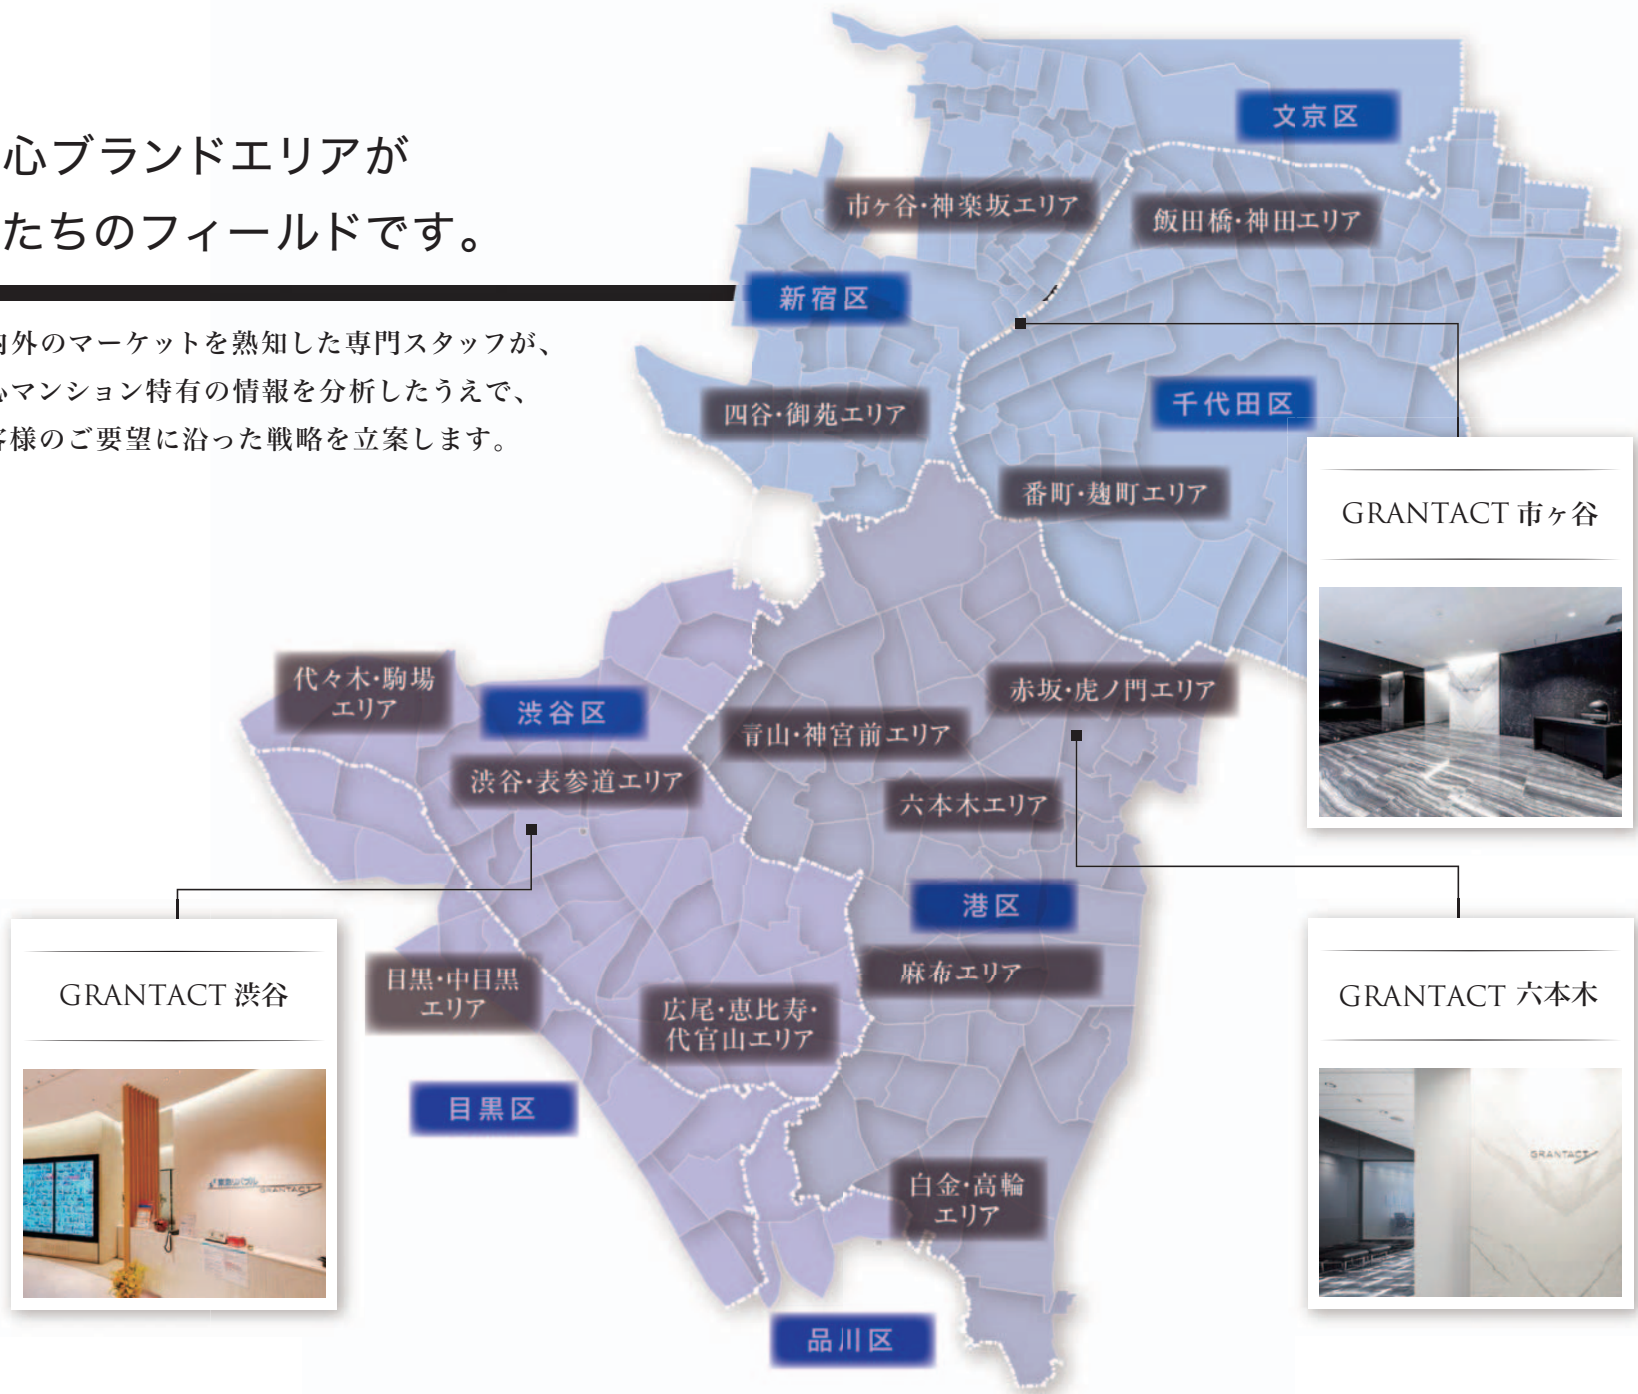 心ブランドエリアが
たちのフィールドです。
内外のマーケットを熟知した専門スタッフが、
心マンション特有の情報を分析したうえで、
客様のご要望に沿った戦略を立案します。
文京区
市ヶ谷・神楽坂エリア
飯田橋・神田エリア
新宿区
四谷・御苑エリア
千代田区
番町・麹町エリア
GRANTACT 市ヶ谷
代々木・駒場
エリア
渋谷区
渋谷・表参道エリア
青山・神宮前エリア
赤坂・虎ノ門エリア
六本木エリア
港区
麻布エリア
GRANTACT 渋谷
目黒・中目黒
エリア
広尾・恵比寿・
代官山エリア
目黒区
白金・高輪
エリア
品川区
GRANTACT 六本木
GRANTACT
GRANTACT